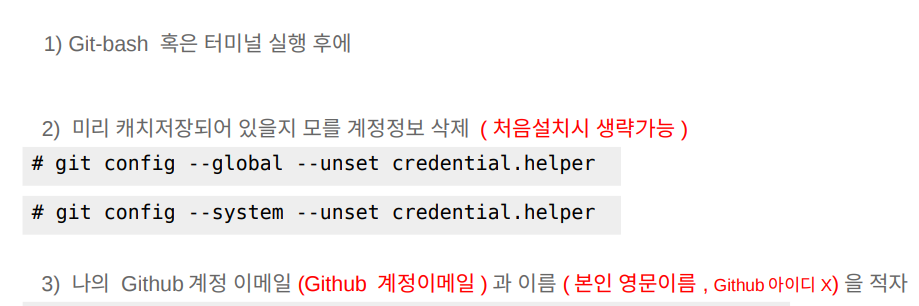 1) Git-bash 혹은 터미널 실행 후에
2) 미리 캐치저장되어 있을지 모를 계정정보 삭제 ( 처음설치시 생략가능 )
# git config --global --unset credential.helper
# git config --system --unset credential.helper
3) 나의 Github 계정 이메일 (Github 계정이메일 ) 과 이름 ( 본인 영문이름 , Github 아이디 X) 을 적자